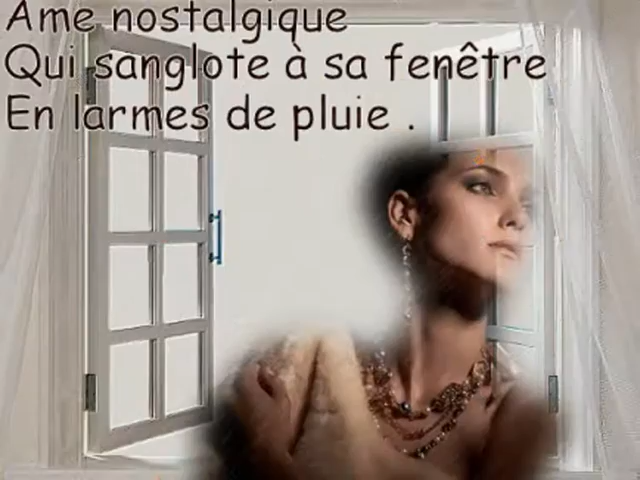 Ame nostalgique
Qui sanglote à sa fenêtre
En larmes de pluie .